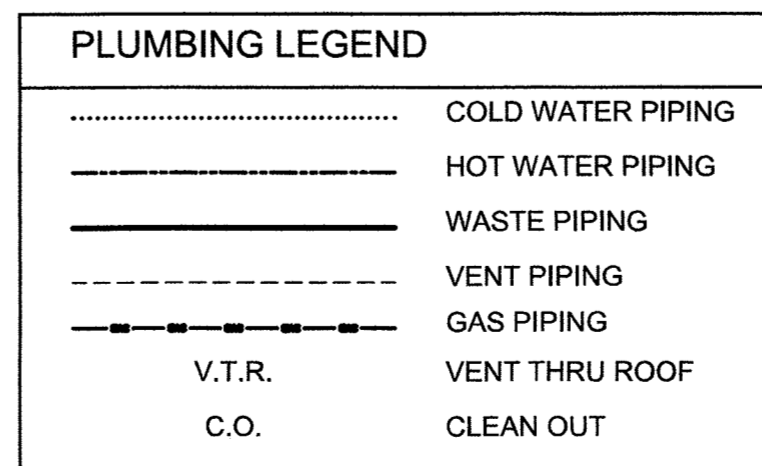 PLUMBING LEGEND
COLD WATER PIPING
HOT WATER PIPING
WASTE PIPING
VENT PIPING
GAS PIPING
V.T.R. VENT THRU ROOF
C.O. CLEAN OUT